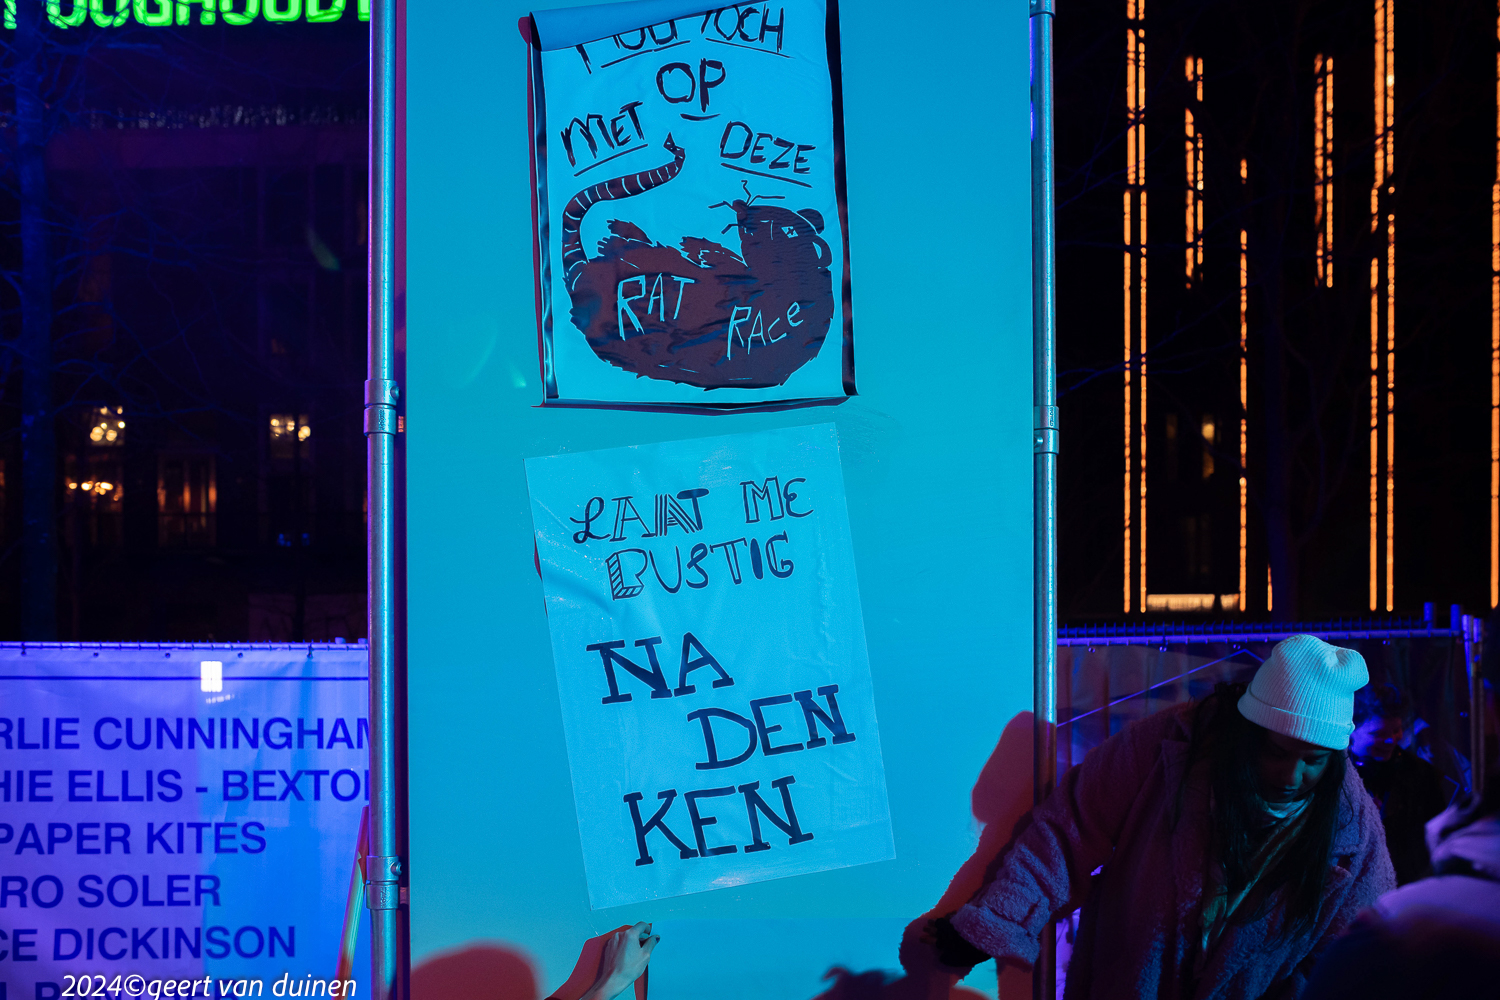 HOU TOCH
OP
MET DEZE
RAT RACE
LAAT ME
RUSTIG
NA
DEN
KEN
RLIE CUNNINGHAM
HIE ELLIS - BEXTO
PAPER KITES
RO SOLER
CE DICKINSON
2024©geert van duinen